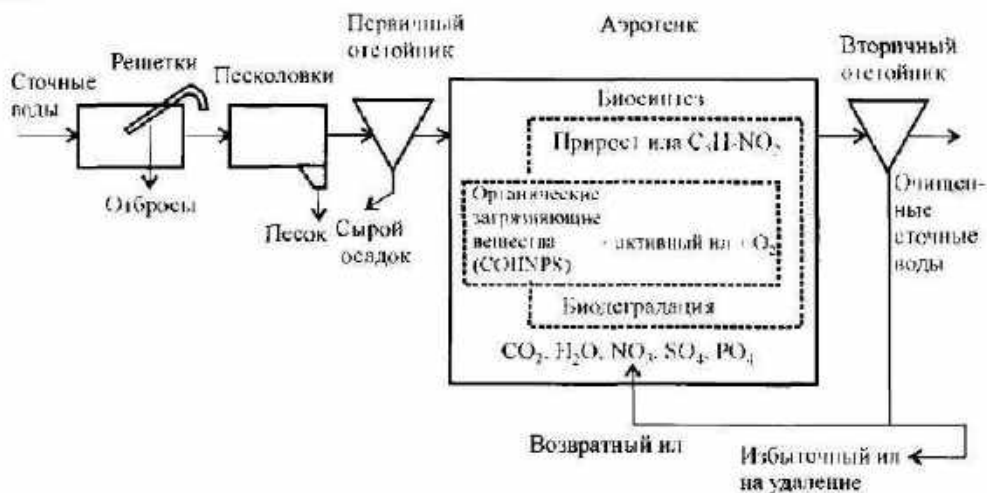 Сточные
воды
Решетки
Песколовки
Первичный
отстойник
Аэротенк
Вторичный
отстойник
Отбросы
Песок
Сырой
осадок
Биосинтез
Прирост ила C5H7NO2
Органические
загрязняющие
вещества
(COHNPS)
+ активный ил + O2
Биодеградация
CO2, H2O, NO3, SO4, PO4
Очищен-
ные
сточные
воды
Возвратный ил
Избыточный ил
на удаление